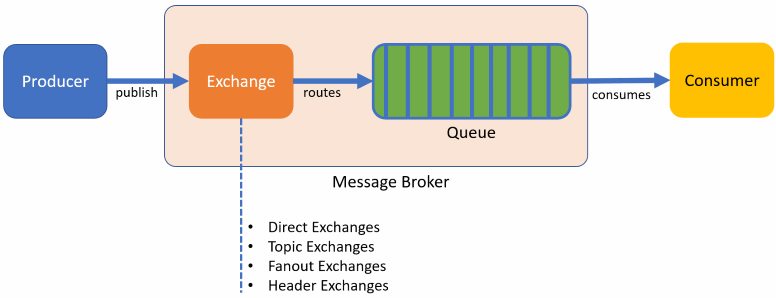 Producer
publish
Exchange
routes
Queue
consumes
Consumer
Message Broker
• Direct Exchanges
• Topic Exchanges
• Fanout Exchanges
• Header Exchanges